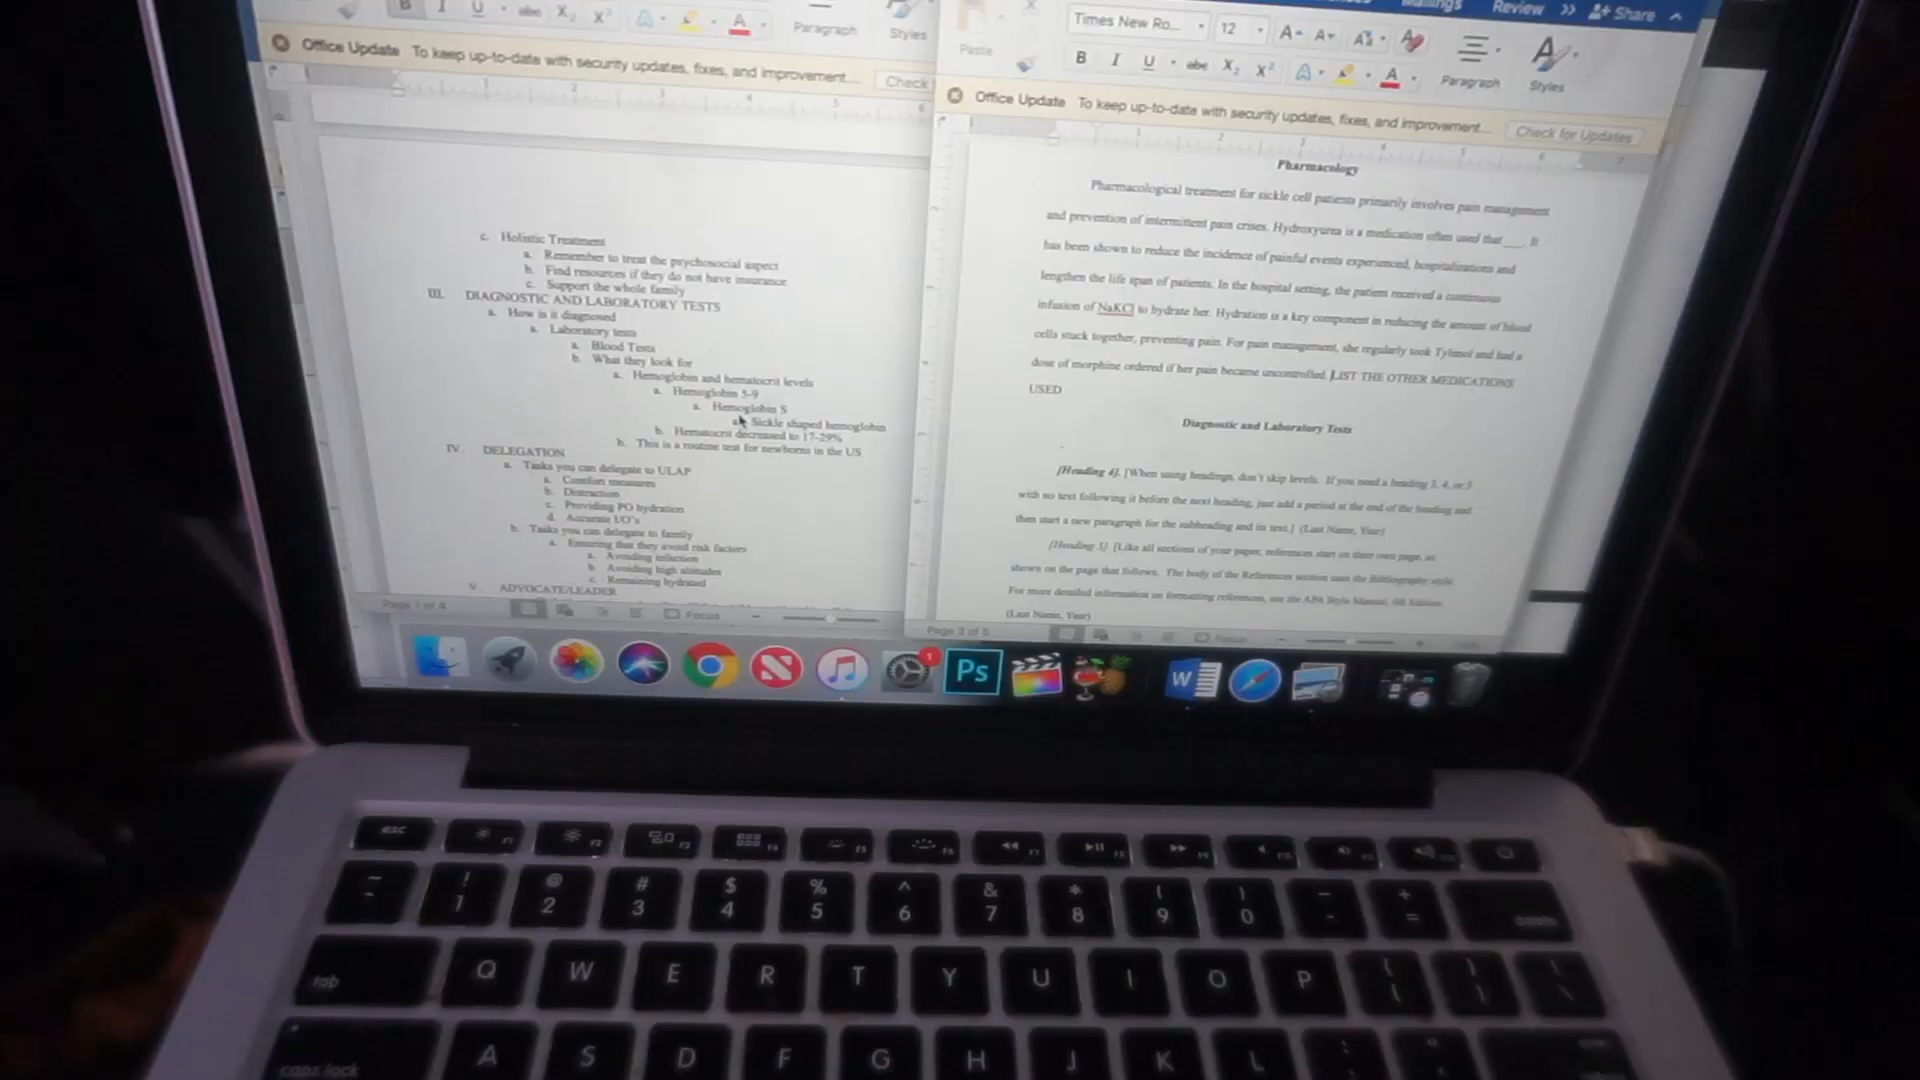 Paragraph
Styles
Office Update To keep up-to-date with security updates, fixes, and improvement...
Check
c. Holistic Treatment
a. Remember to treat the psychosocial aspect
b. Find resources if they do not have insurance
c. Support the whole family
III. DIAGNOSTIC AND LABORATORY TESTS
a. How is it diagnosed
a. Laboratory tests
a. Blood Tests
b. What they look for
a. Hemoglobin and hematocrit levels
a. Hemoglobin 5-9
a. Hemoglobin S
a. Sickle shaped hemoglobin
b. Hematocrit decreased to 17-29%
b. This is a routine test for newborns in the US
IV. DELEGATION
a. Tasks you can delegate to ULAP
a. Comfort measures
b. Distraction
c. Providing PO hydration
d. Accurate I/O's
b. Tasks you can delegate to family
a. Ensuring that they avoid risk factors
a. Avoiding infection
b. Avoiding high altitudes
c. Remaining hydrated
V ADVOCATE/LEADER
Page 1 of 4
Focus
Mailings Review Share
Paste
Times New Ro... 12
B I U abc X2 X2
Paragraph
Styles
Office Update To keep up-to-date with security updates, fixes, and improvement...
Check for Updates
Pharmacology
Pharmacological treatment for sickle cell patients primarily involves pain management
and prevention of intermittent pain crises. Hydroxyurea is a medication often used that ___. It
has been shown to reduce the incidence of painful events experienced, hospitalizations and
lengthen the life span of patients. In the hospital setting, the patient received a continuous
infusion of NaKCl to hydrate her. Hydration is a key component in reducing the amount of blood
cells stuck together, preventing pain. For pain management, she regularly took Tylenol and had a
dose of morphine ordered if her pain became uncontrolled. LIST THE OTHER MEDICATIONS
USED
Diagnostic and Laboratory Tests
[Heading 4]. [When using headings, don't skip levels. If you need a heading 3, 4, or 5
with no text following it before the next heading, just add a period at the end of the heading and
then start a new paragraph for the subheading and its text.] (Last Name, Year)
[Heading 5]. [Like all sections of your paper, references start on their own page, as
shown on the page that follows. The body of the References section uses the Bibliography style.
For more detailed information on formatting references, see the APA Style Manual, 6th Edition.
(Last Name, Year)
Page 3 of 5
Focus
1
Ps
W
esc F1 F2 F3 F4 F5 F6 F7
~ ! 1 @ 2 # 3 $ 4 % 5 ^ 6 & 7 * 8 ( 9 ) 0 - + =
tab Q W E R T Y U I O P { [ } ] \
caps lock A S D F G H J K L